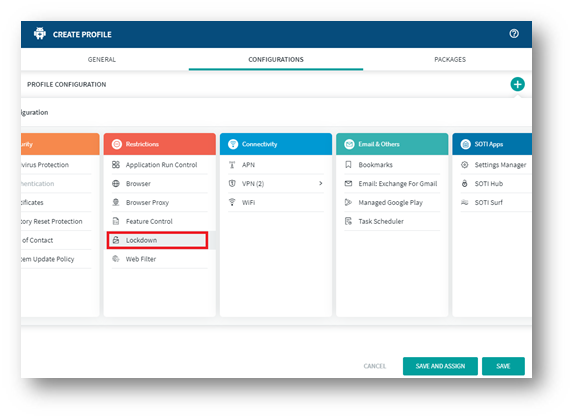 CREATE PROFILE
GENERAL
CONFIGURATIONS
PACKAGES
PROFILE CONFIGURATION
figuration
urity
virus Protection
hentication
tificates
tory Reset Protection
of Contact
tem Update Policy
Restrictions
Application Run Control
Browser
Browser Proxy
Feature Control
Lockdown
Web Filter
Connectivity
APN
VPN (2)
WiFi
Email & Others
Bookmarks
Email: Exchange For Gmail
Managed Google Play
Task Scheduler
SOTI Apps
Settings Manager
SOTI Hub
SOTI Surf
CANCEL
SAVE AND ASSIGN
SAVE